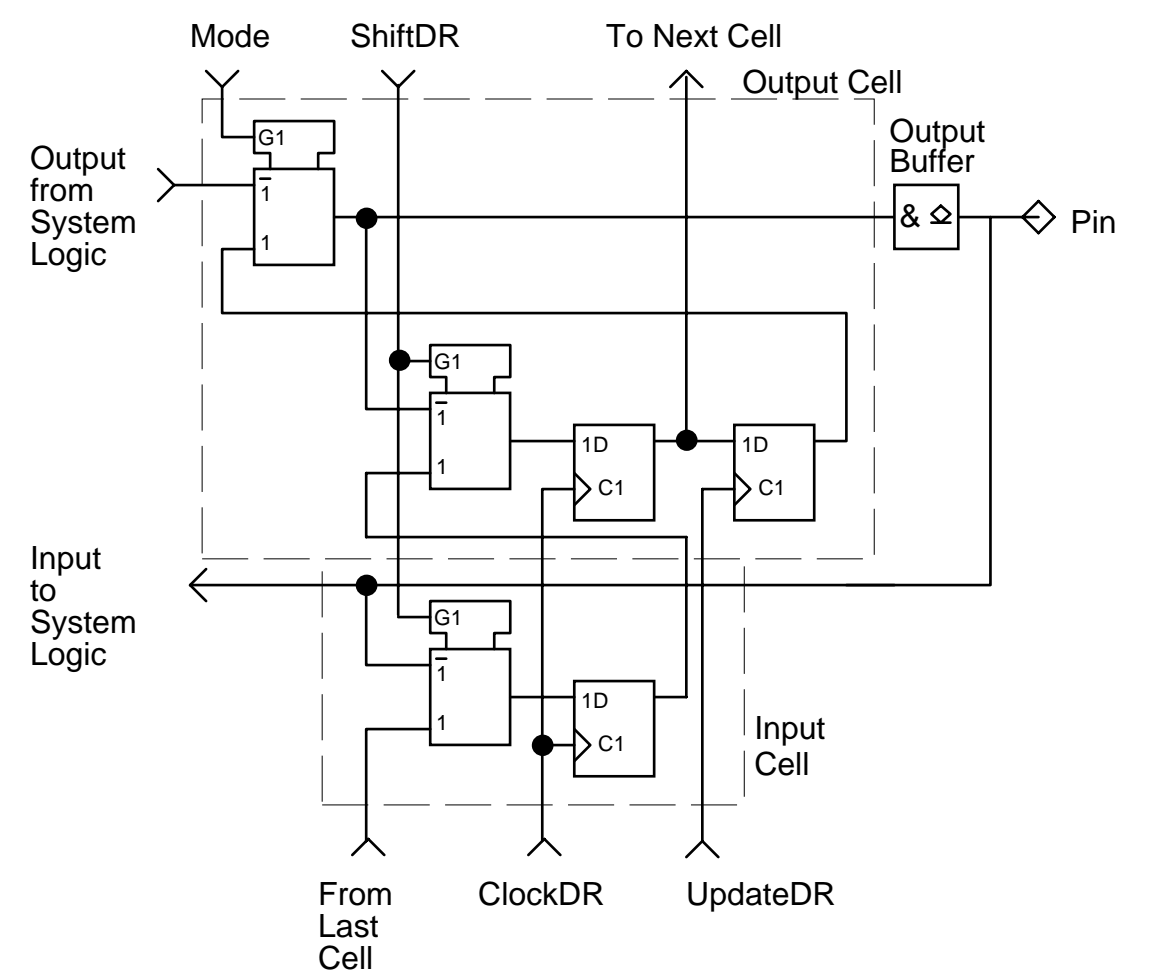 Mode
ShiftDR
To Next Cell
Output Cell
G1
Output
Buffer
Output
from
System
Logic
1
1
&
Pin
G1
1
1
1D
C1
1D
C1
Input
to
System
Logic
G1
1
1
1D
C1
Input
Cell
From
Last
Cell
ClockDR
UpdateDR